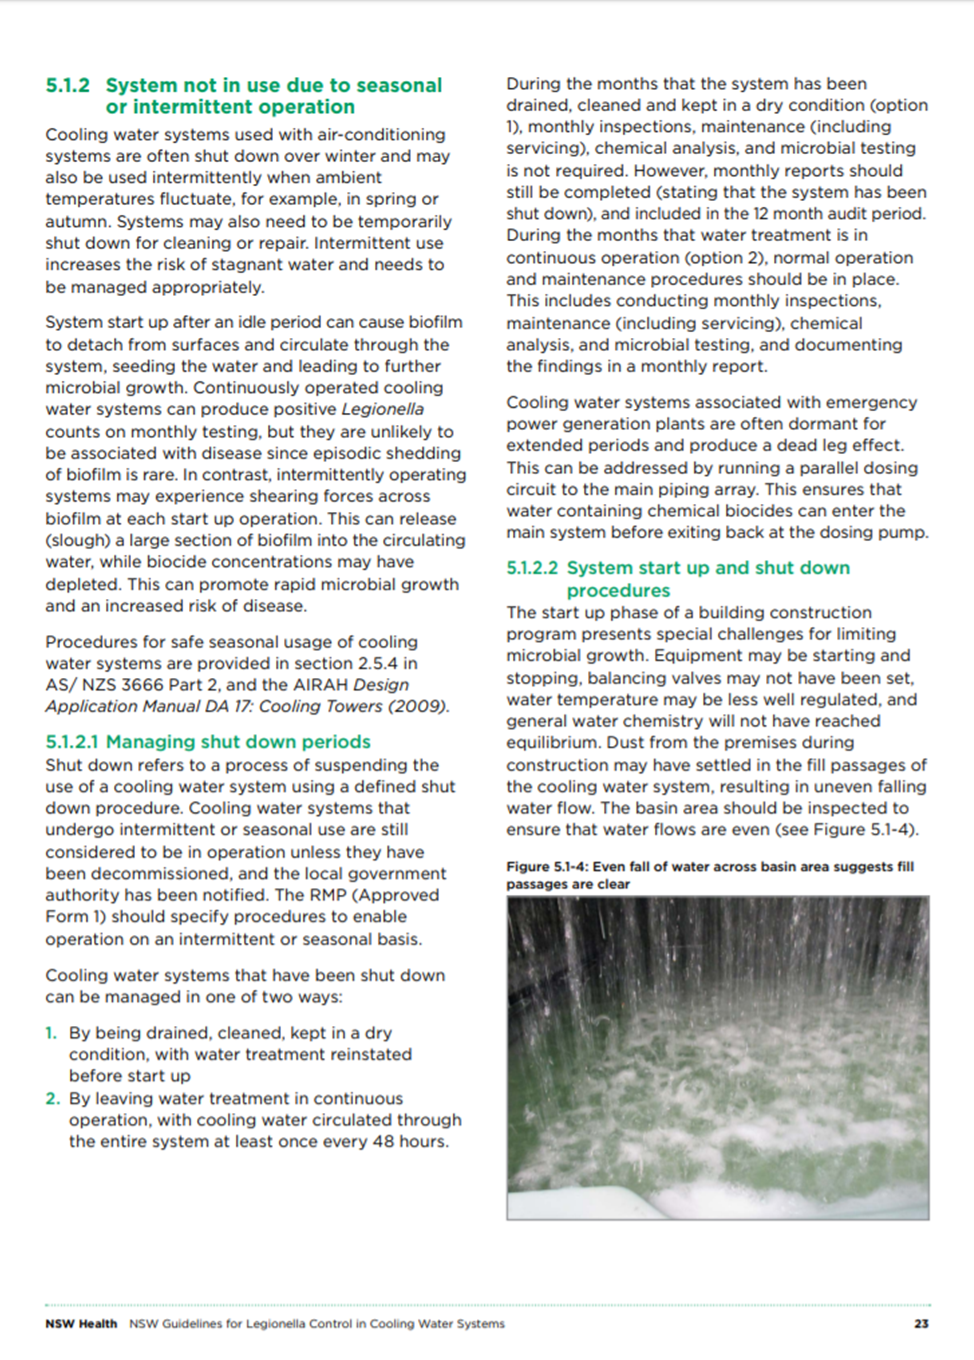 5.1.2 System not in use due to seasonal
or intermittent operation
Cooling water systems used with air-conditioning
systems are often shut down over winter and may
also be used intermittently when ambient
temperatures fluctuate, for example, in spring or
autumn. Systems may also need to be temporarily
shut down for cleaning or repair. Intermittent use
increases the risk of stagnant water and needs to
be managed appropriately.
System start up after an idle period can cause biofilm
to detach from surfaces and circulate through the
system, seeding the water and leading to further
microbial growth. Continuously operated cooling
water systems can produce positive Legionella
counts on monthly testing, but they are unlikely to
be associated with disease since episodic shedding
of biofilm is rare. In contrast, intermittently operating
systems may experience shearing forces across
biofilm at each start up operation. This can release
(slough) a large section of biofilm into the circulating
water, while biocide concentrations may have
depleted. This can promote rapid microbial growth
and an increased risk of disease.
Procedures for safe seasonal usage of cooling
water systems are provided in section 2.5.4 in
AS/ NZS 3666 Part 2, and the AIRAH Design
Application Manual DA 17: Cooling Towers (2009).
5.1.2.1 Managing shut down periods
Shut down refers to a process of suspending the
use of a cooling water system using a defined shut
down procedure. Cooling water systems that
undergo intermittent or seasonal use are still
considered to be in operation unless they have
been decommissioned, and the local government
authority has been notified. The RMP (Approved
Form 1) should specify procedures to enable
operation on an intermittent or seasonal basis.
Cooling water systems that have been shut down
can be managed in one of two ways:
1. By being drained, cleaned, kept in a dry
condition, with water treatment reinstated
before start up
2. By leaving water treatment in continuous
operation, with cooling water circulated through
the entire system at least once every 48 hours.
During the months that the system has been
drained, cleaned and kept in a dry condition (option
1), monthly inspections, maintenance (including
servicing), chemical analysis, and microbial testing
is not required. However, monthly reports should
still be completed (stating that the system has been
shut down), and included in the 12 month audit period.
During the months that water treatment is in
continuous operation (option 2), normal operation
and maintenance procedures should be in place.
This includes conducting monthly inspections,
maintenance (including servicing), chemical
analysis, and microbial testing, and documenting
the findings in a monthly report.
Cooling water systems associated with emergency
power generation plants are often dormant for
extended periods and produce a dead leg effect.
This can be addressed by running a parallel dosing
circuit to the main piping array. This ensures that
water containing chemical biocides can enter the
main system before exiting back at the dosing pump.
5.1.2.2 System start up and shut down
procedures
The start up phase of a building construction
program presents special challenges for limiting
microbial growth. Equipment may be starting and
stopping, balancing valves may not have been set,
water temperature may be less well regulated, and
general water chemistry will not have reached
equilibrium. Dust from the premises during
construction may have settled in the fill passages of
the cooling water system, resulting in uneven falling
water flow. The basin area should be inspected to
ensure that water flows are even (see Figure 5.1-4).
Figure 5.1-4: Even fall of water across basin area suggests fill
passages are clear
NSW Health NSW Guidelines for Legionella Control in Cooling Water Systems
23